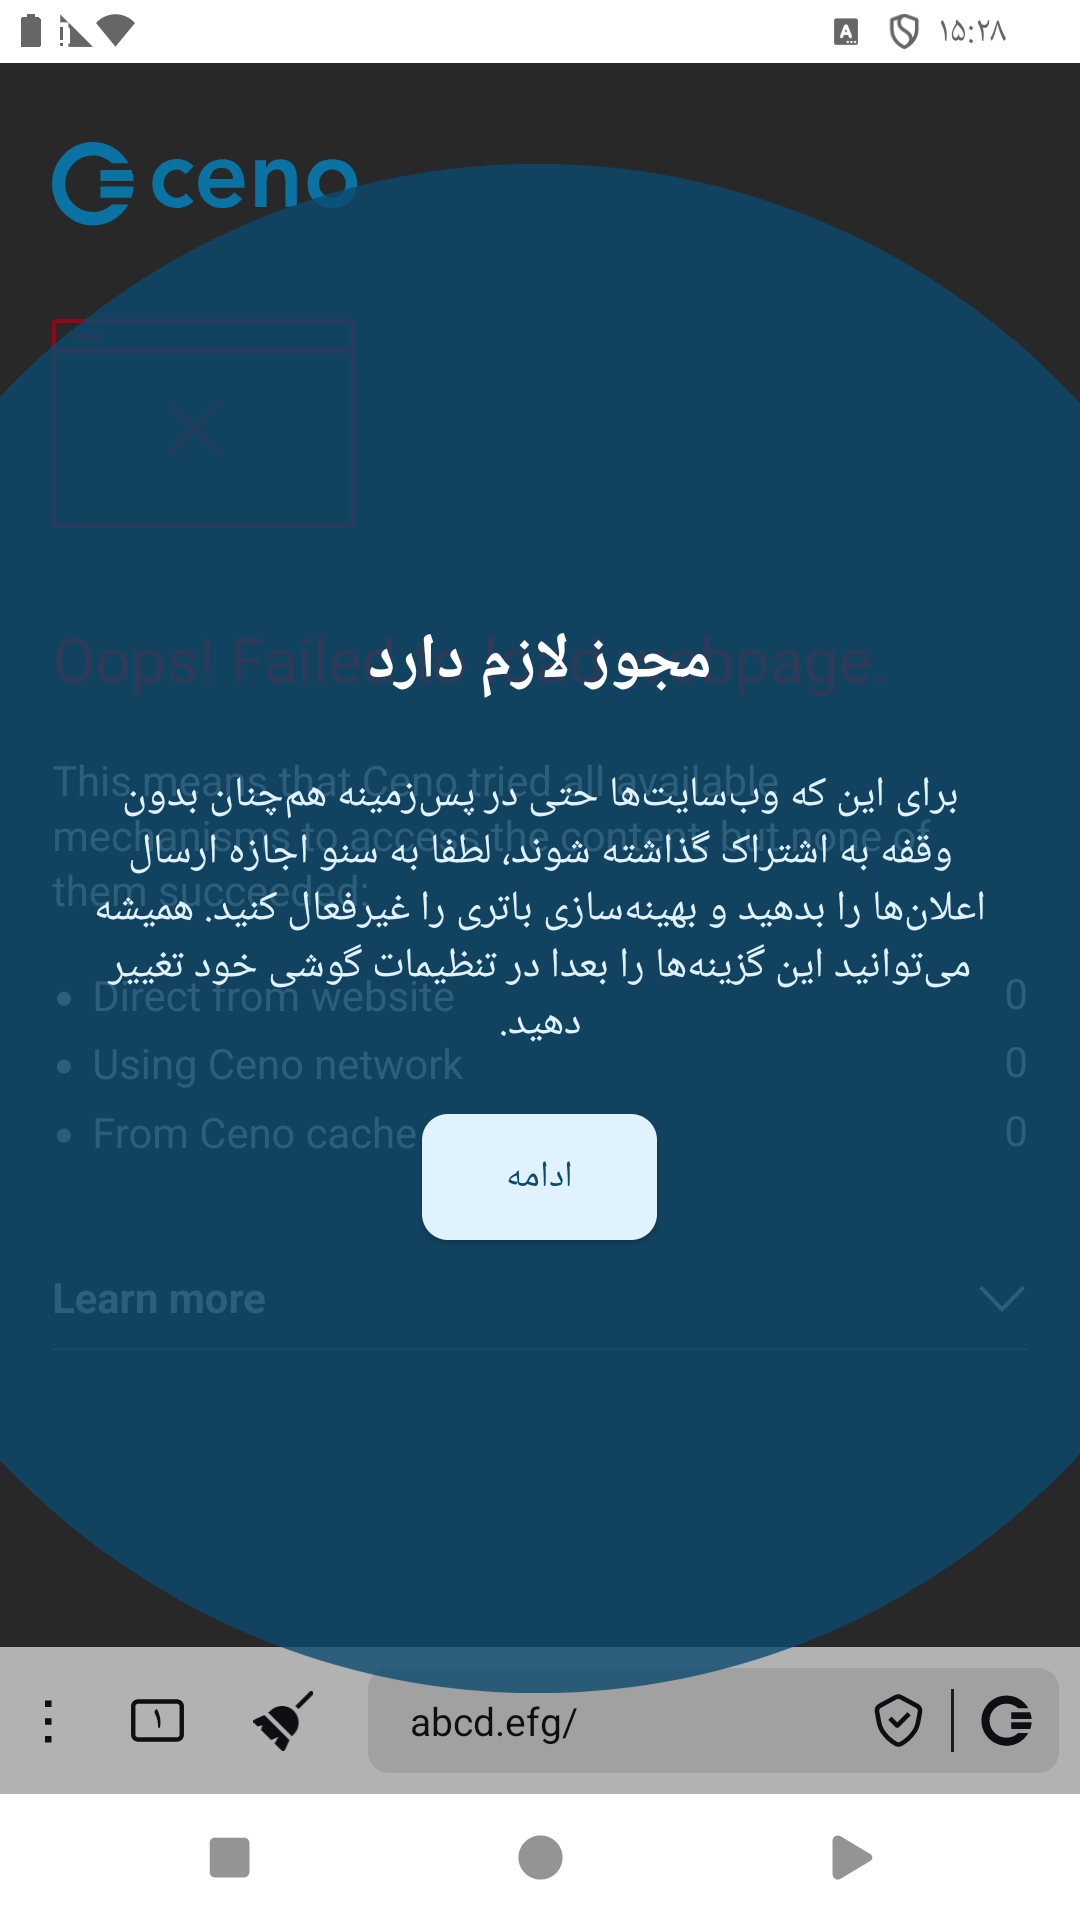 ۱۵:۲۸
ceno
Oops! Failed to load webpage.
مجوز لازم دارد
This means that Ceno tried all available
mechanisms to access the content, but none of
them succeeded:
برای این که وب‌سایت‌ها حتی در پس‌زمینه هم‌چنان بدون
وقفه به اشتراک گذاشته شوند، لطفا به سنو اجازه ارسال
اعلان‌ها را بدهید و بهینه‌سازی باتری را غیرفعال کنید. همیشه
می‌توانید این گزینه‌ها را بعدا در تنظیمات گوشی خود تغییر
دهید.
Direct from website 0
Using Ceno network 0
From Ceno cache 0
ادامه
Learn more
۱
abcd.efg/